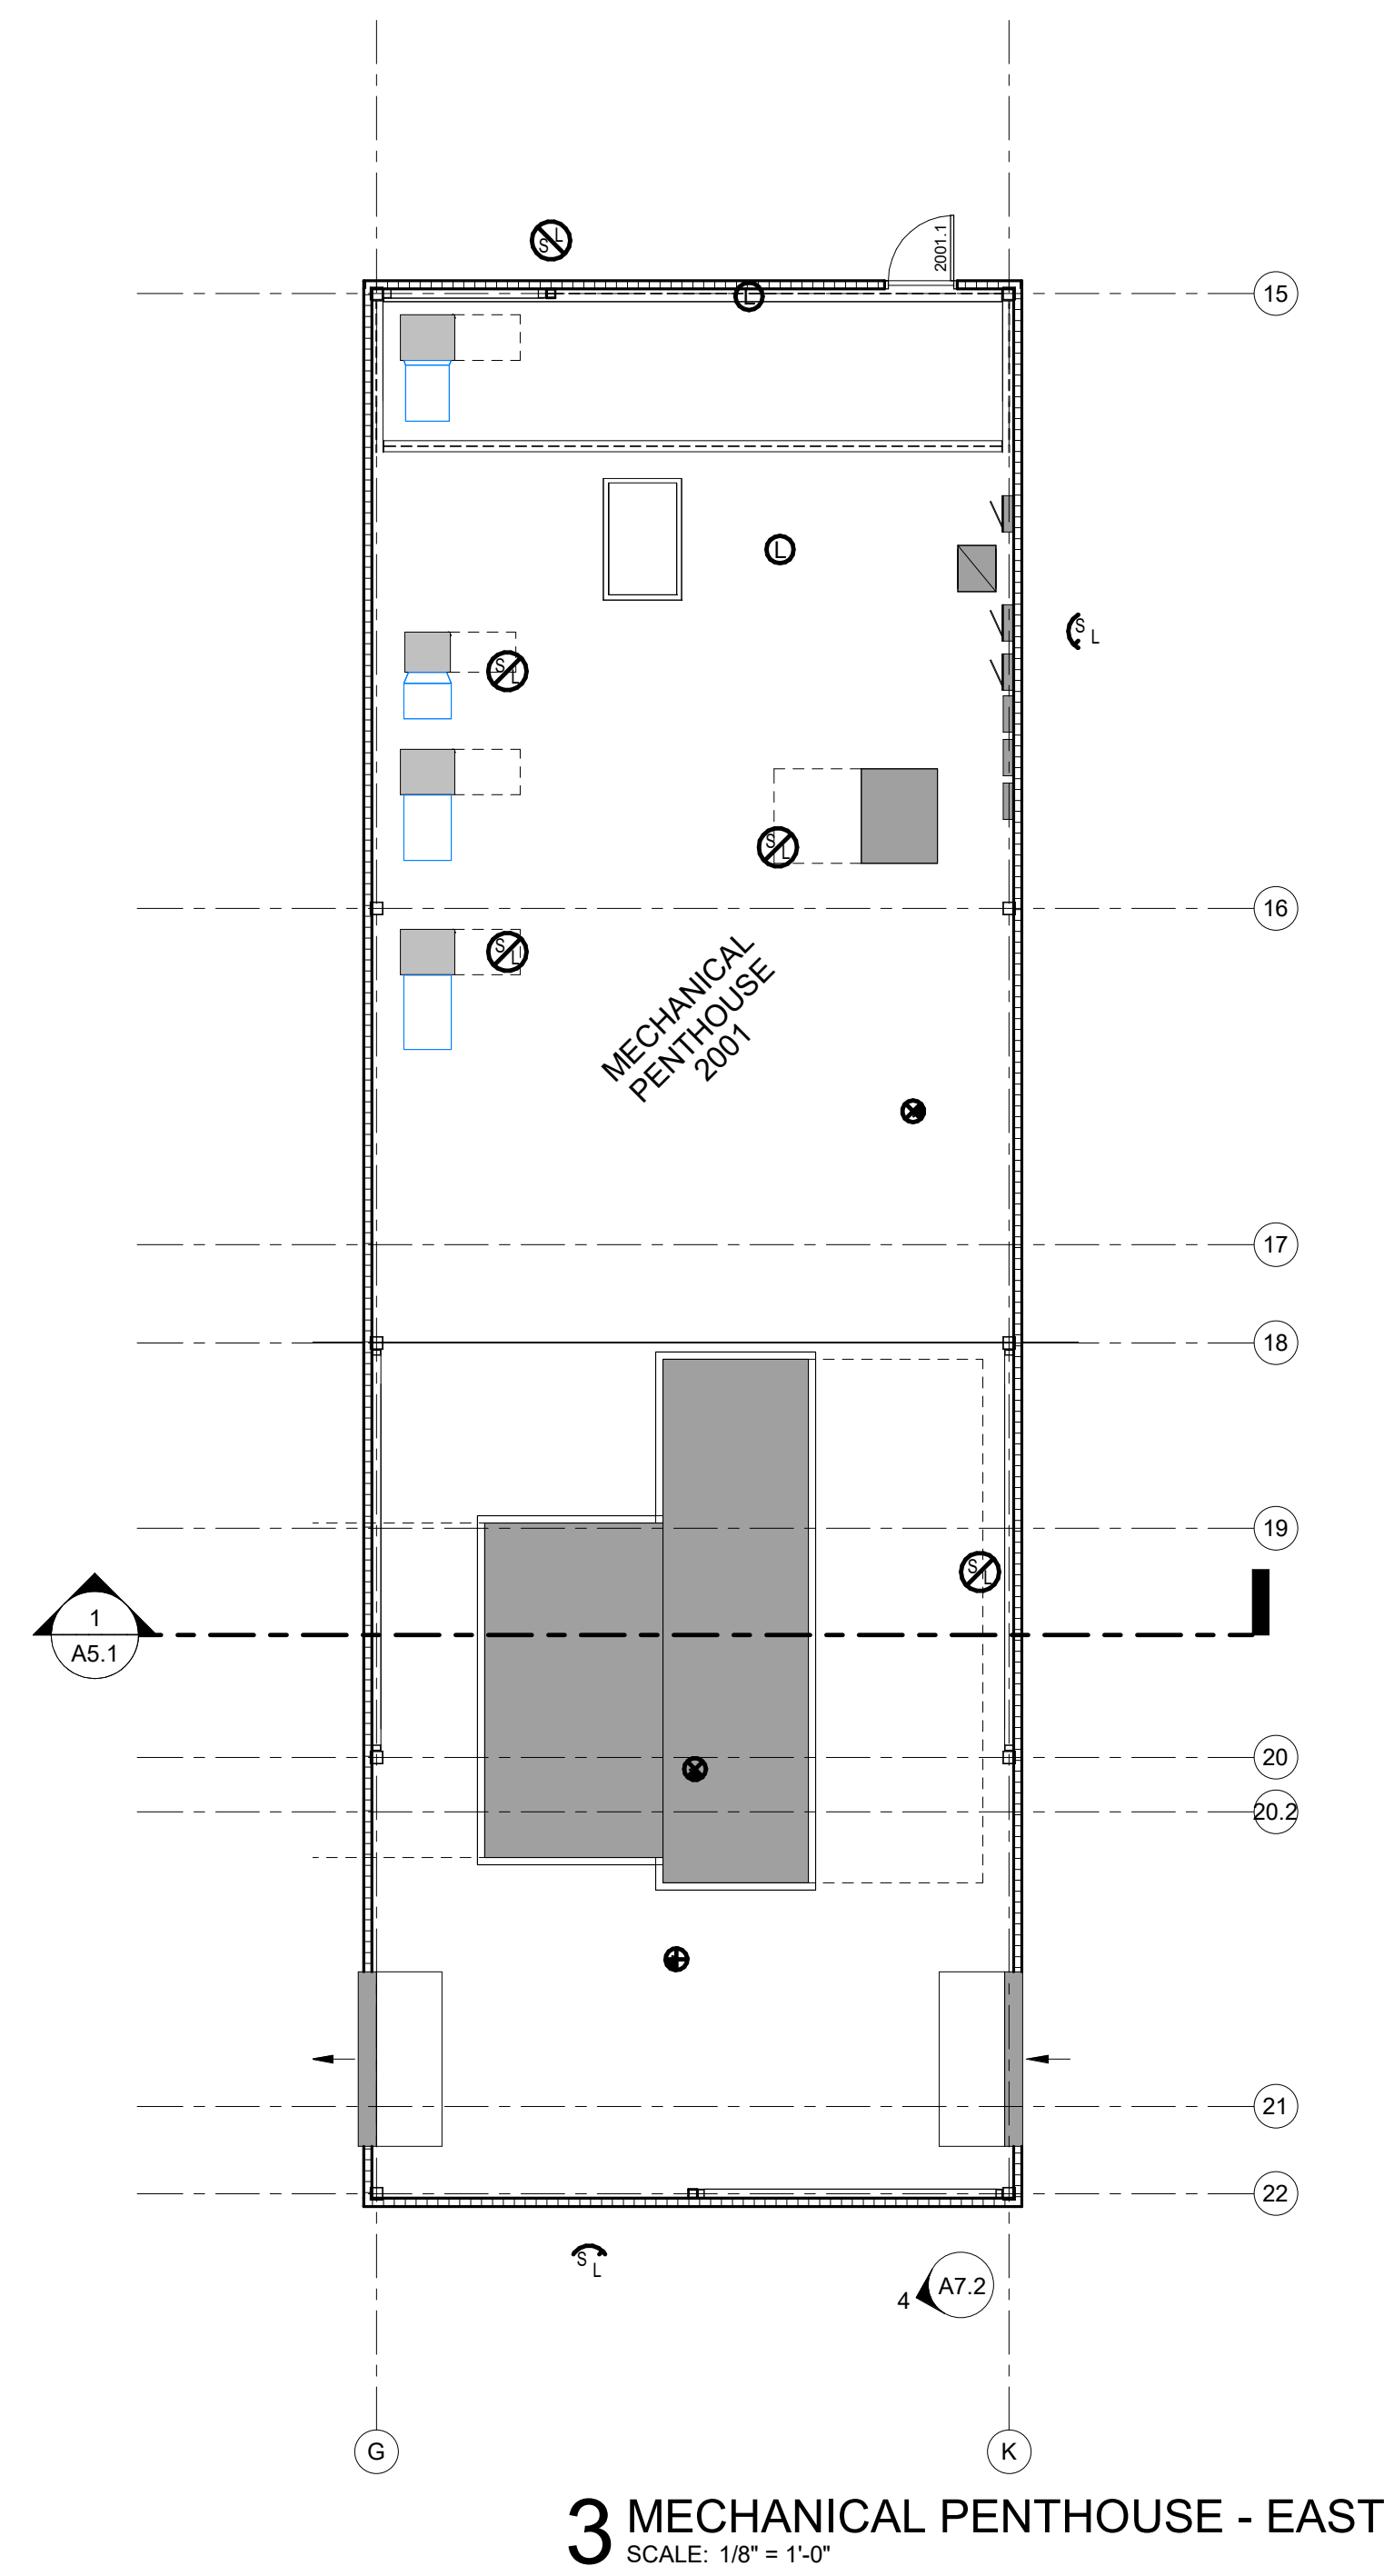 S L
2001.1
15
L
L
S L
S L
S L
16
S L
MECHANICAL
PENTHOUSE
2001
17
18
19
S L
1
A5.1
20
20.2
21
22
S L
A7.2
4
G
K
3 MECHANICAL PENTHOUSE - EAST
SCALE: 1/8" = 1'-0"